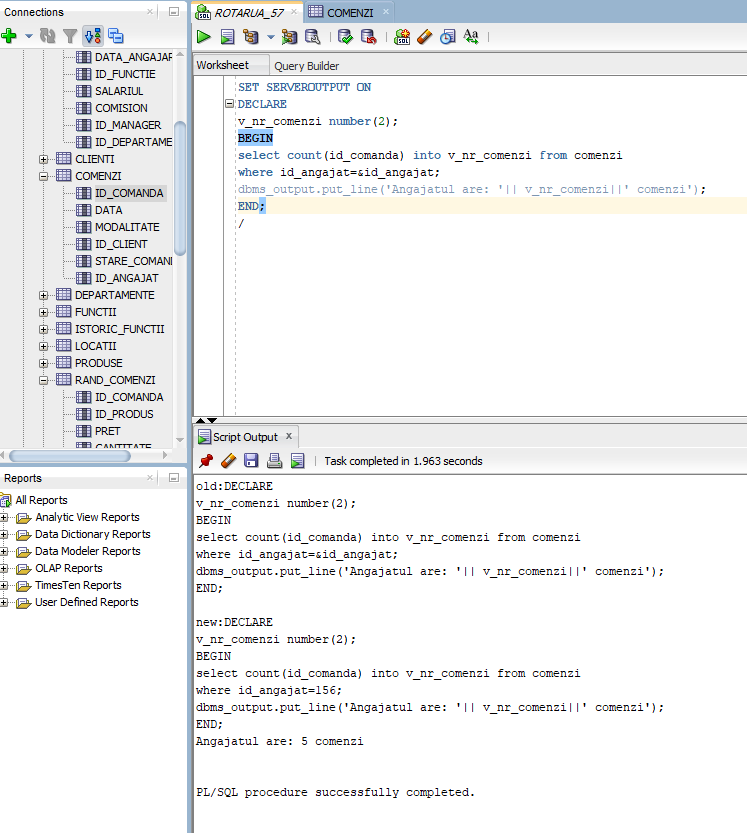 Connections
DATA_ANGAJAR
ID_FUNCTIE
SALARIUL
COMISION
ID_MANAGER
ID_DEPARTAME
CLIENTI
COMENZI
ID_COMANDA
DATA
MODALITATE
ID_CLIENT
STARE_COMAN
ID_ANGAJAT
DEPARTAMENTE
FUNCTII
ISTORIC_FUNCTII
LOCATII
PRODUSE
RAND_COMENZI
ID_COMANDA
ID_PRODUS
PRET
CANTITATE
Reports
All Reports
Analytic View Reports
Data Dictionary Reports
Data Modeler Reports
OLAP Reports
TimesTen Reports
User Defined Reports
ROTARUA_57
COMENZI
SQL
SQL
Aa
Worksheet
Query Builder
SET SERVEROUTPUT ON
DECLARE
v_nr_comenzi number(2);
BEGIN
select count(id_comanda) into v_nr_comenzi from comenzi
where id_angajat=&id_angajat;
dbms_output.put_line('Angajatul are: '|| v_nr_comenzi||' comenzi');
END;
/
Script Output
Task completed in 1.963 seconds
old:DECLARE
v_nr_comenzi number(2);
BEGIN
select count(id_comanda) into v_nr_comenzi from comenzi
where id_angajat=&id_angajat;
dbms_output.put_line('Angajatul are: '|| v_nr_comenzi||' comenzi');
END;
new:DECLARE
v_nr_comenzi number(2);
BEGIN
select count(id_comanda) into v_nr_comenzi from comenzi
where id_angajat=156;
dbms_output.put_line('Angajatul are: '|| v_nr_comenzi||' comenzi');
END;
Angajatul are: 5 comenzi
PL/SQL procedure successfully completed.